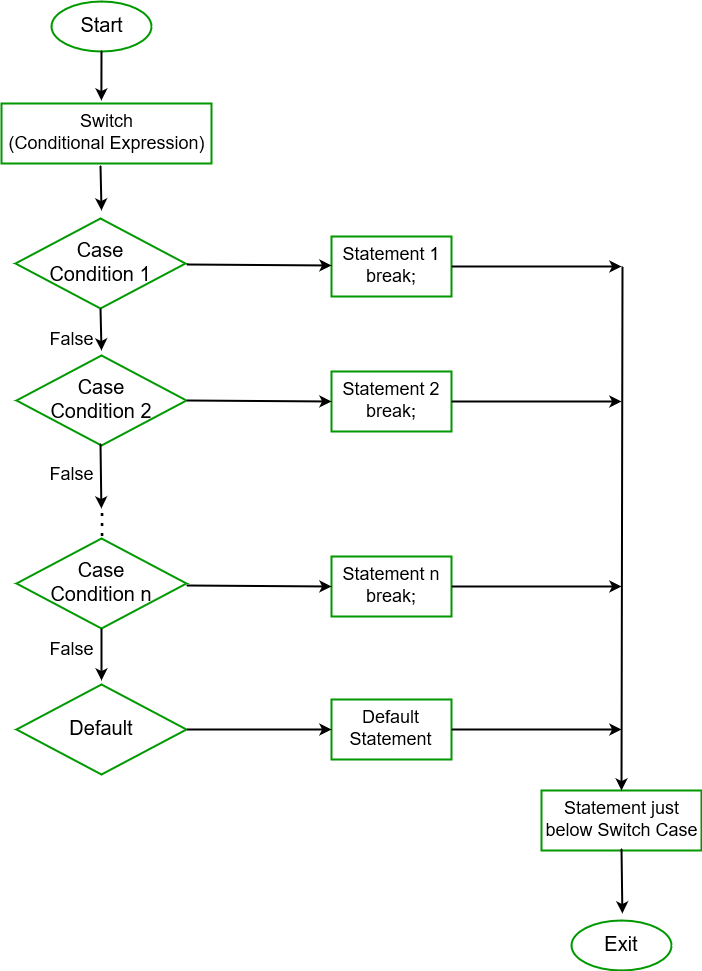 Start
Switch
(Conditional Expression)
Case
Condition 1
Statement 1
break;
False
Case
Condition 2
Statement 2
break;
False
Case
Condition n
Statement n
break;
False
Default
Default
Statement
Statement just
below Switch Case
Exit